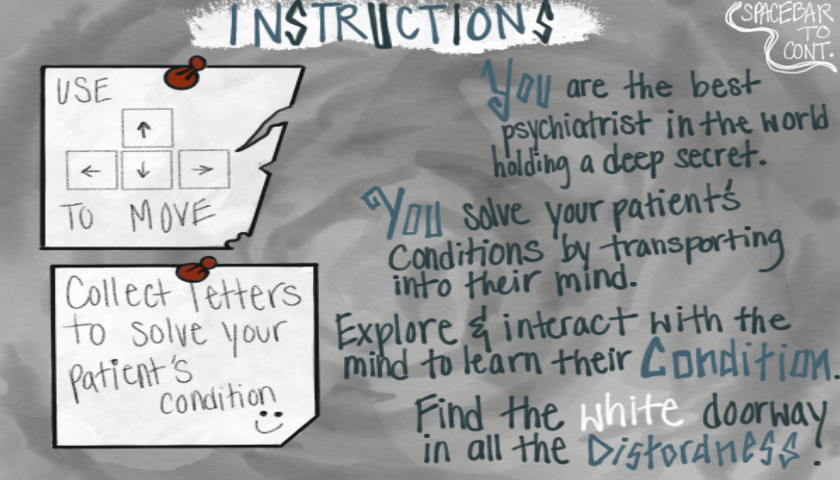 INSTRUCTIONS
SPACEBAR
TO
CONT.
USE
↑
← ↓ →
TO MOVE
Collect letters
to solve your
patient's
condition
You are the best
psychiatrist in the world
holding a deep secret.
You solve your patient's
Conditions by transporting
into their mind.
Explore & interact with the
mind to learn their Condition.
Find the white doorway
in all the Distordness.